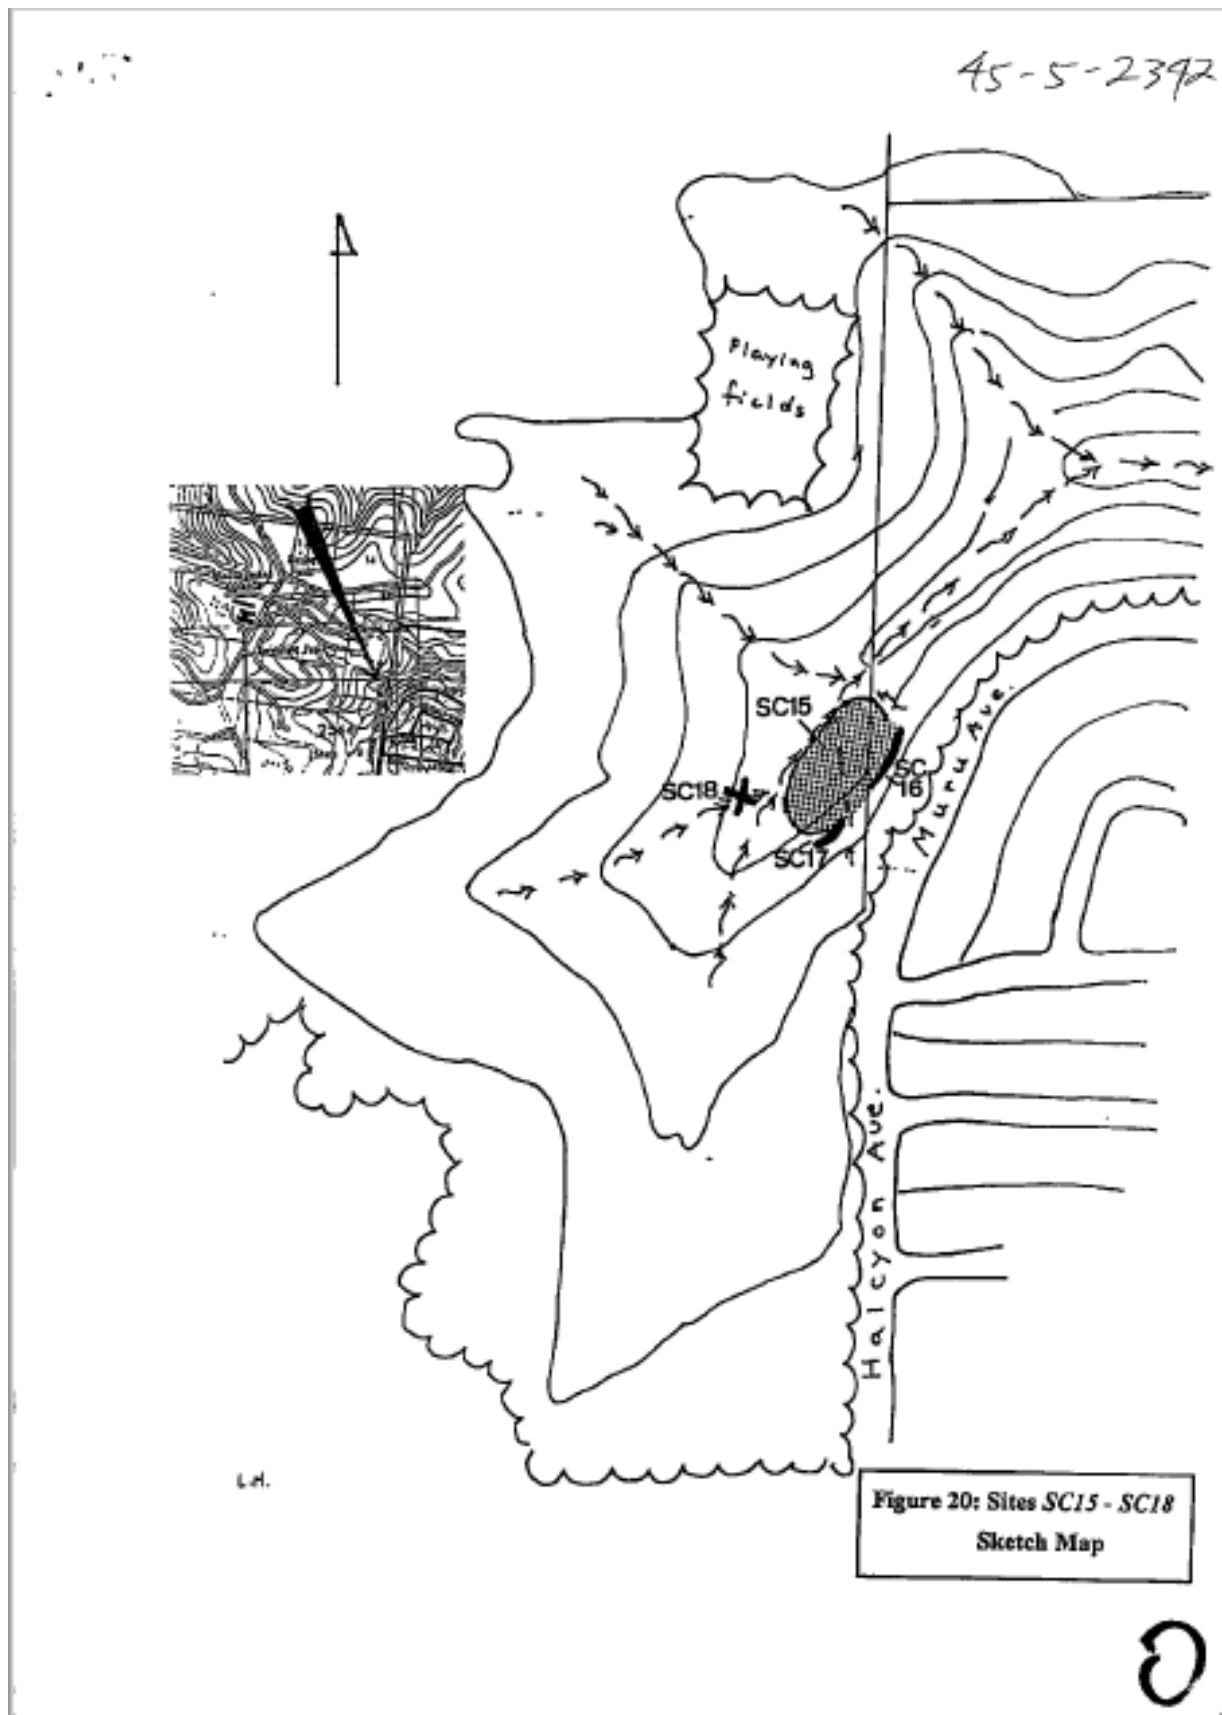 45-5-2392
Playing
fields
SC15
SC18
SC
16
SC17
Muru Ave.
Halcyon Ave.
L.H.
Figure 20: Sites SC15 - SC18
Sketch Map